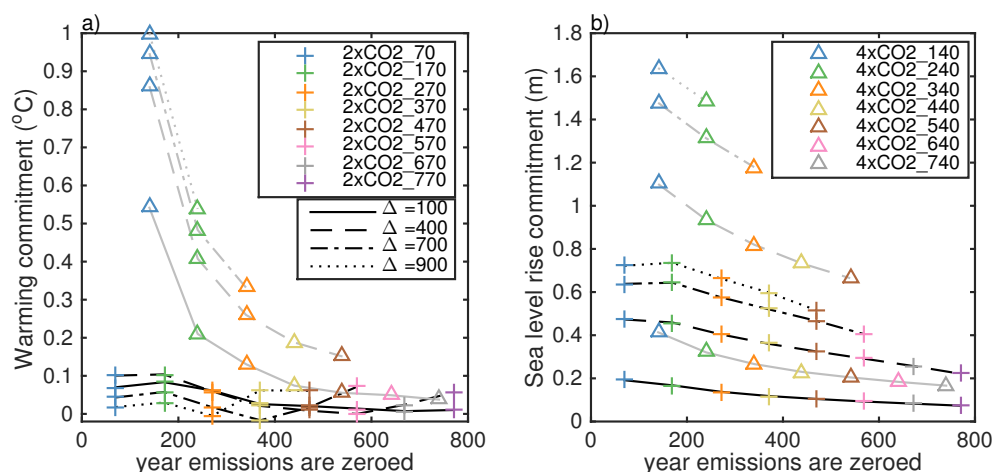 a)
Warming commitment (°C)
1
0.9
0.8
0.7
0.6
0.5
0.4
0.3
0.2
0.1
0
0 200 400 600 800
year emissions are zeroed
2xCO2_70
2xCO2_170
2xCO2_270
2xCO2_370
2xCO2_470
2xCO2_570
2xCO2_670
2xCO2_770
Δ =100
Δ =400
Δ =700
Δ =900
b)
Sea level rise commitment (m)
1.8
1.6
1.4
1.2
1
0.8
0.6
0.4
0.2
0
0 200 400 600 800
year emissions are zeroed
4xCO2_140
4xCO2_240
4xCO2_340
4xCO2_440
4xCO2_540
4xCO2_640
4xCO2_740